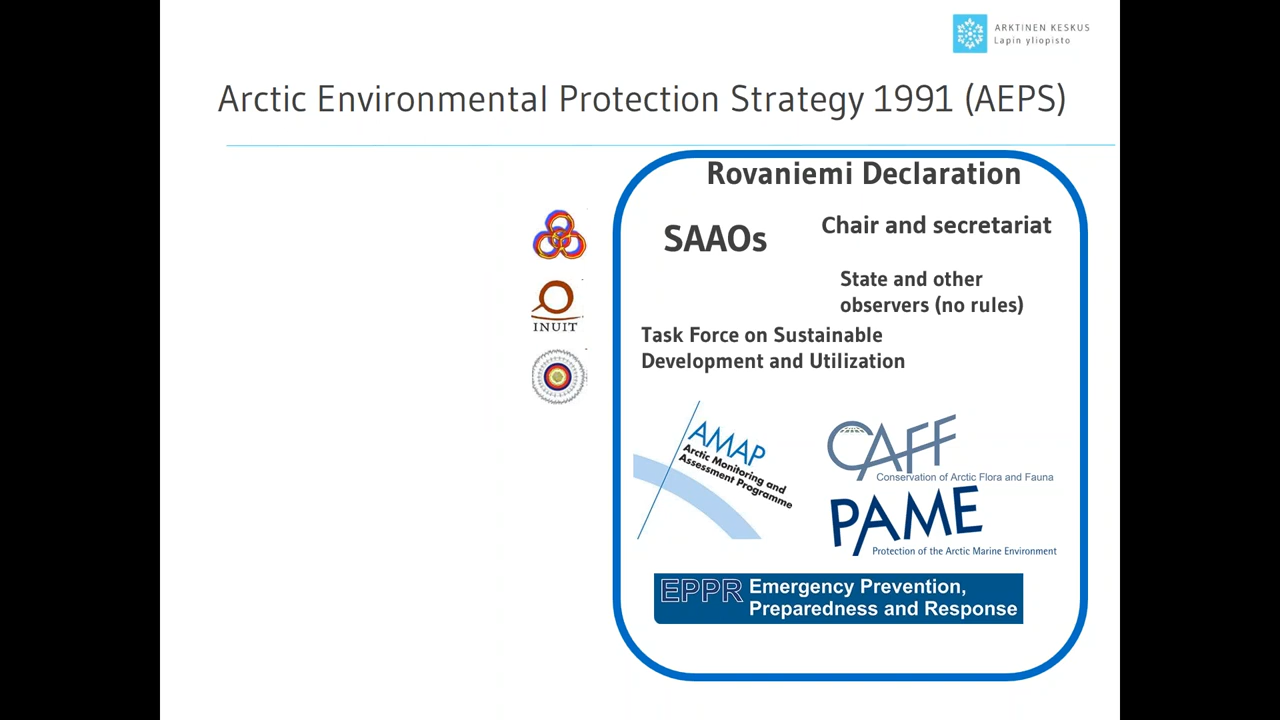 ARKTINEN KESKUS
Lapin yliopisto
Arctic Environmental Protection Strategy 1991 (AEPS)
Rovaniemi Declaration
SAAOs
Chair and secretariat
State and other
observers (no rules)
Task Force on Sustainable
Development and Utilization
INUIT
AMAP
Arctic Monitoring and
Assessment Programme
CAFF
Conservation of Arctic Flora and Fauna
PAME
Protection of the Arctic Marine Environment
EPPR
Emergency Prevention,
Preparedness and Response